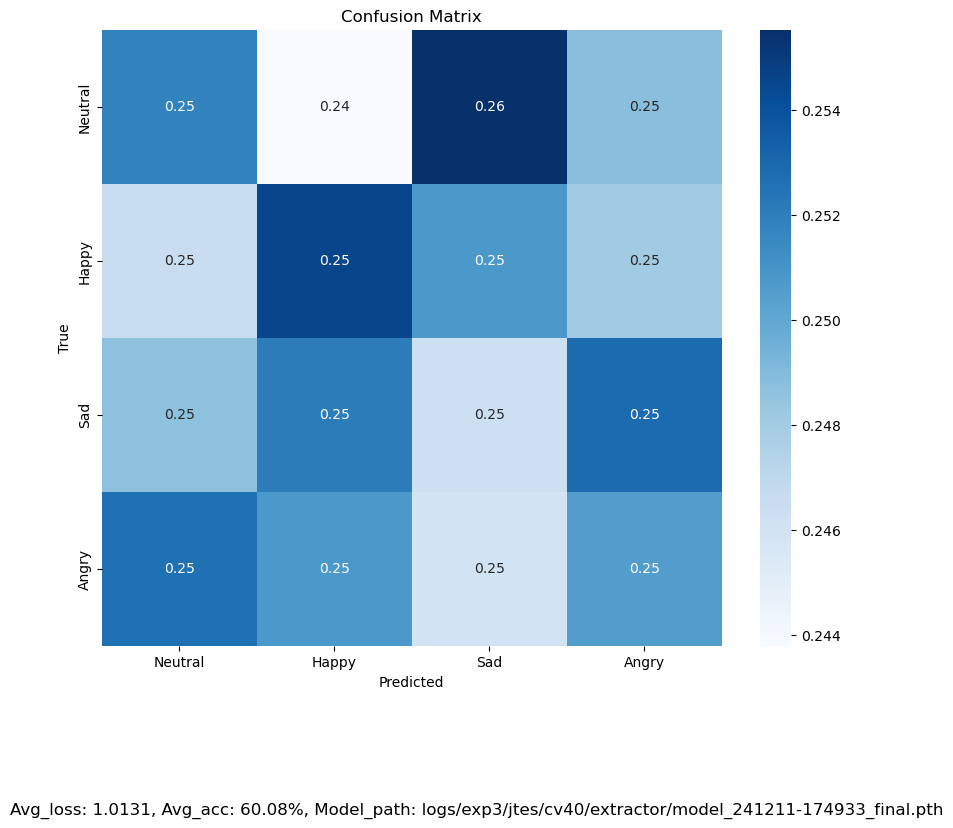 Confusion Matrix
Neutral 0.25 0.24 0.26 0.25
Happy 0.25 0.25 0.25 0.25
Sad 0.25 0.25 0.25 0.25
Angry 0.25 0.25 0.25 0.25
True
Neutral Happy Sad Angry
Predicted
0.254
0.252
0.250
0.248
0.246
0.244
Avg_loss: 1.0131, Avg_acc: 60.08%, Model_path: logs/exp3/jtes/cv40/extractor/model_241211-174933_final.pth